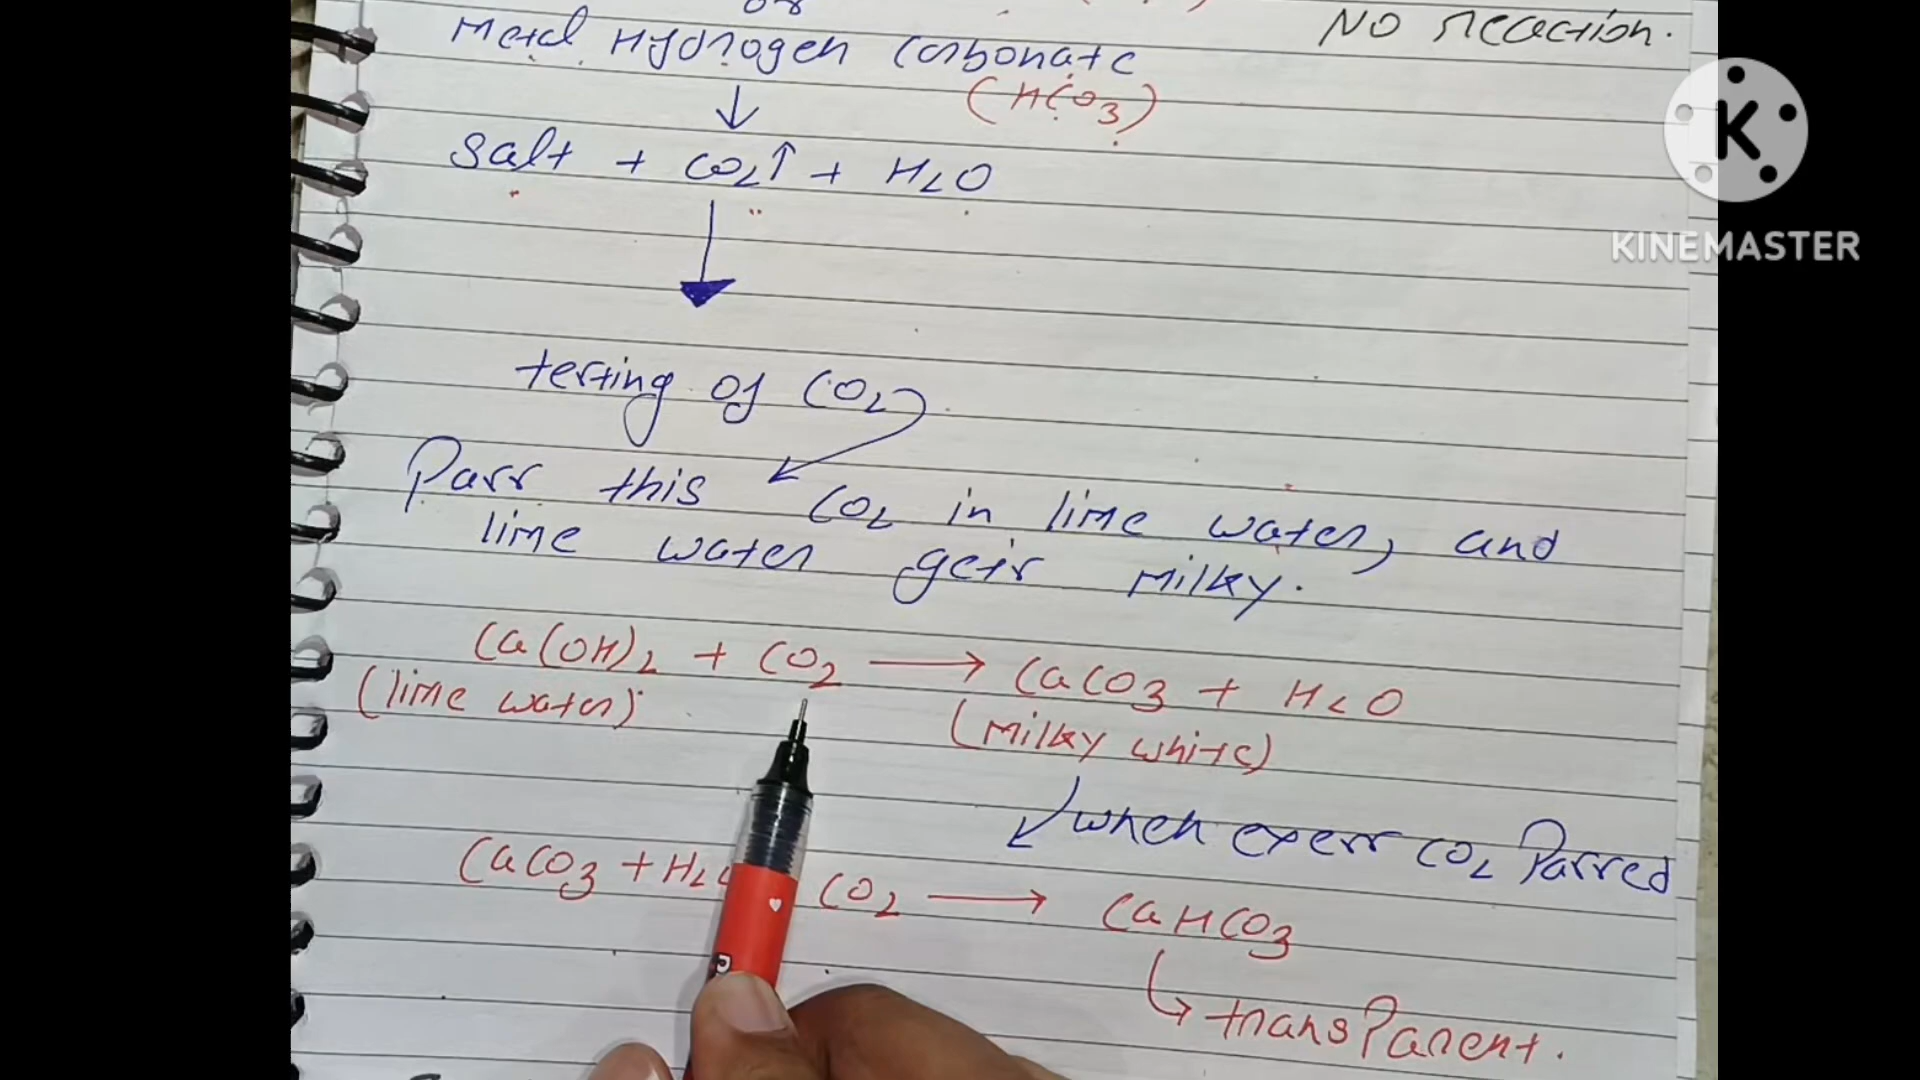 NO reaction.
Metal Hydrogen carbonate
(HCO3)
↓
salt + CO2↑ + H2O
testing of CO2
Pass this CO2 in lime water, and
lime water gets milky.
Ca(OH)2 + CO2 → CaCO3 + H2O
(lime water) (Milky white)
when excess CO2 Passed
CaCO3 + H2 CO2 → CaHCO3
transParent.
K
KINEMASTER